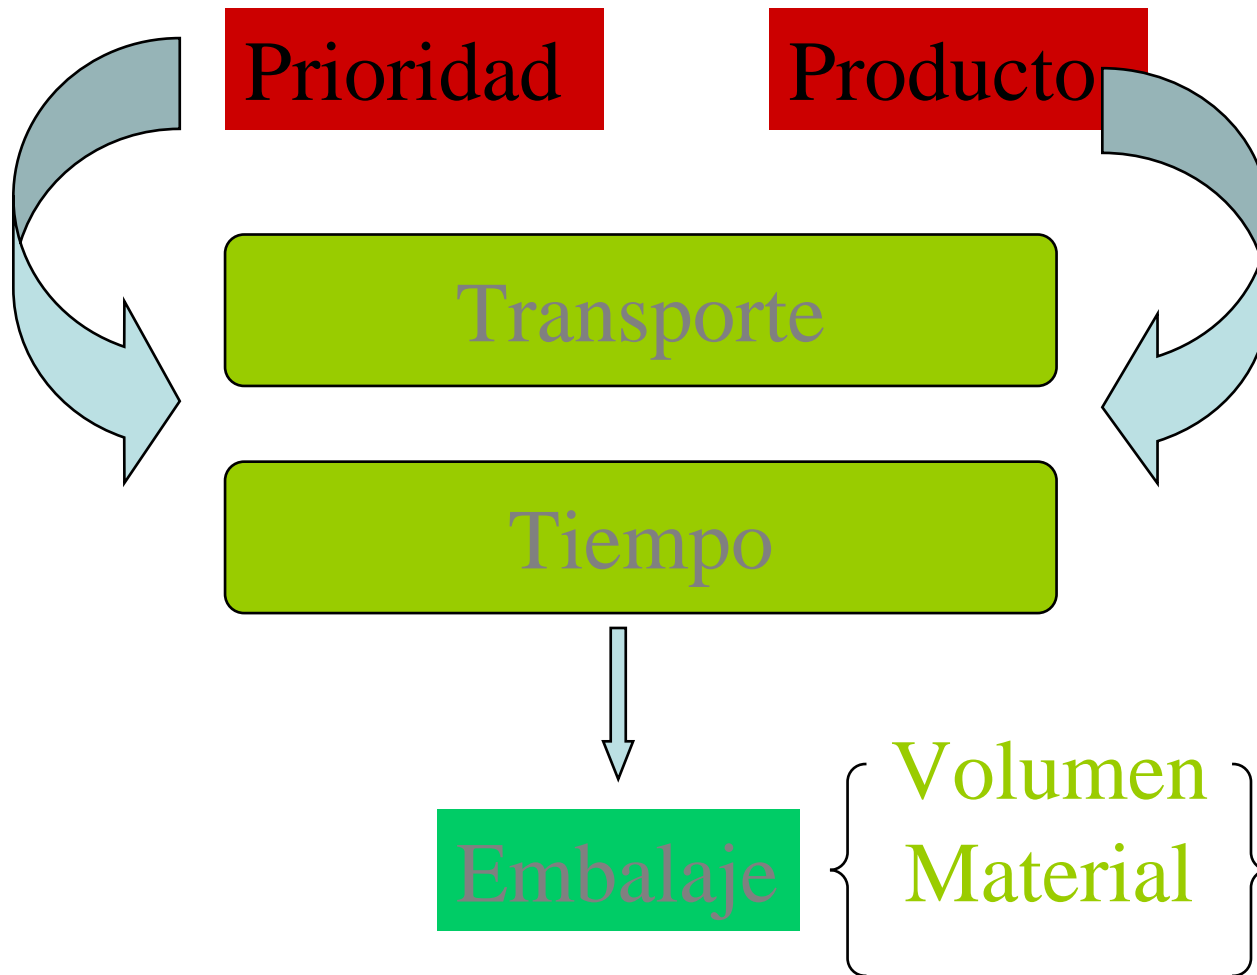 Prioridad
Producto
Transporte
Tiempo
Embalaje
Volumen
Material